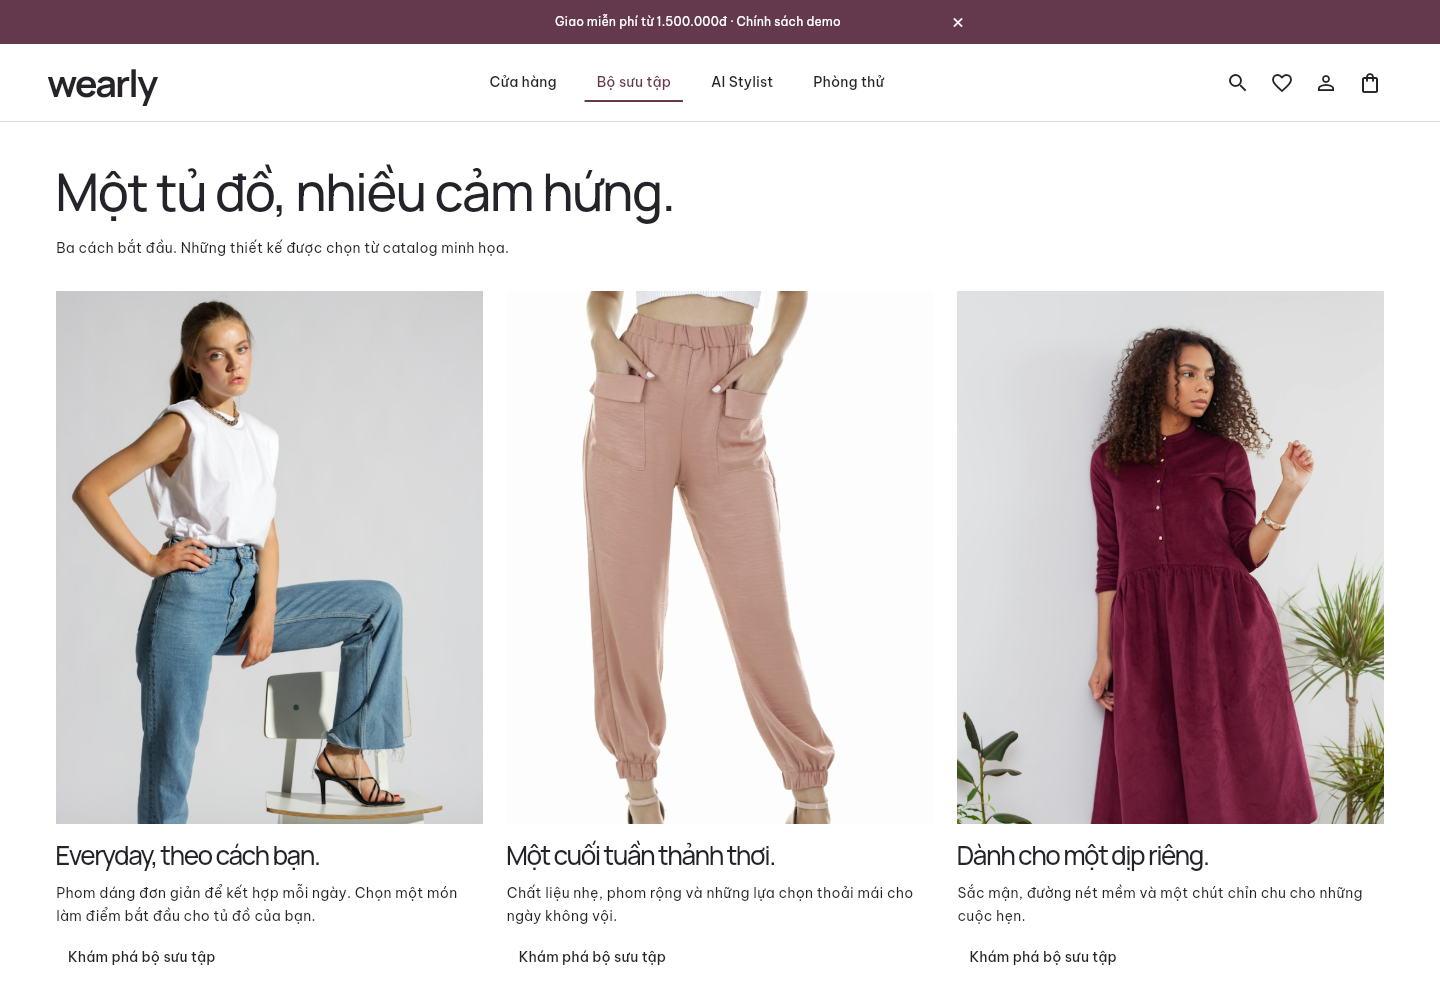 Giao miễn phí từ 1.500.000đ · Chính sách demo
wearly
Cửa hàng
Bộ sưu tập
AI Stylist
Phòng thử
Một tủ đồ, nhiều cảm hứng.
Ba cách bắt đầu. Những thiết kế được chọn từ catalog minh họa.
Everyday, theo cách bạn.
Phom dáng đơn giản để kết hợp mỗi ngày. Chọn một món
làm điểm bắt đầu cho tủ đồ của bạn.
Khám phá bộ sưu tập
Một cuối tuần thảnh thơi.
Chất liệu nhẹ, phom rộng và những lựa chọn thoải mái cho
ngày không vội.
Khám phá bộ sưu tập
Dành cho một dịp riêng.
Sắc mận, đường nét mềm và một chút chỉn chu cho những
cuộc hẹn.
Khám phá bộ sưu tập